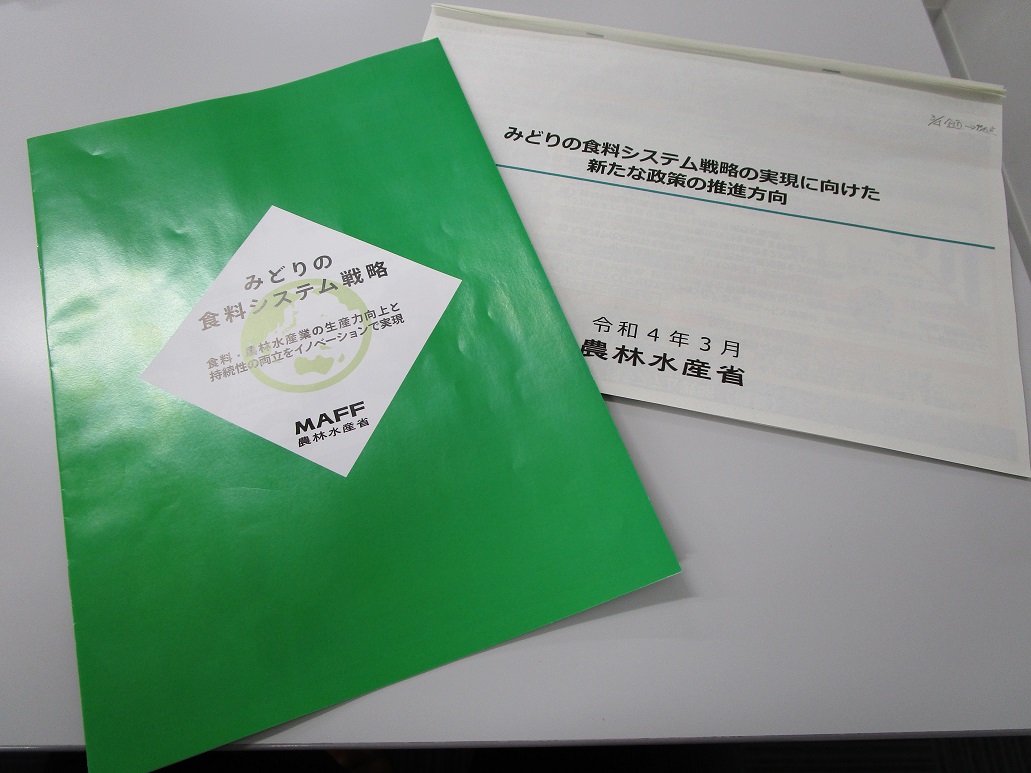 みどりの
食料システム戦略
食料・農林水産業の生産力向上と
持続性の両立をイノベーションで実現
MAFF
農林水産省
みどりの食料システム戦略の実現に向けた
新たな政策の推進方向
令和4年3月
農林水産省